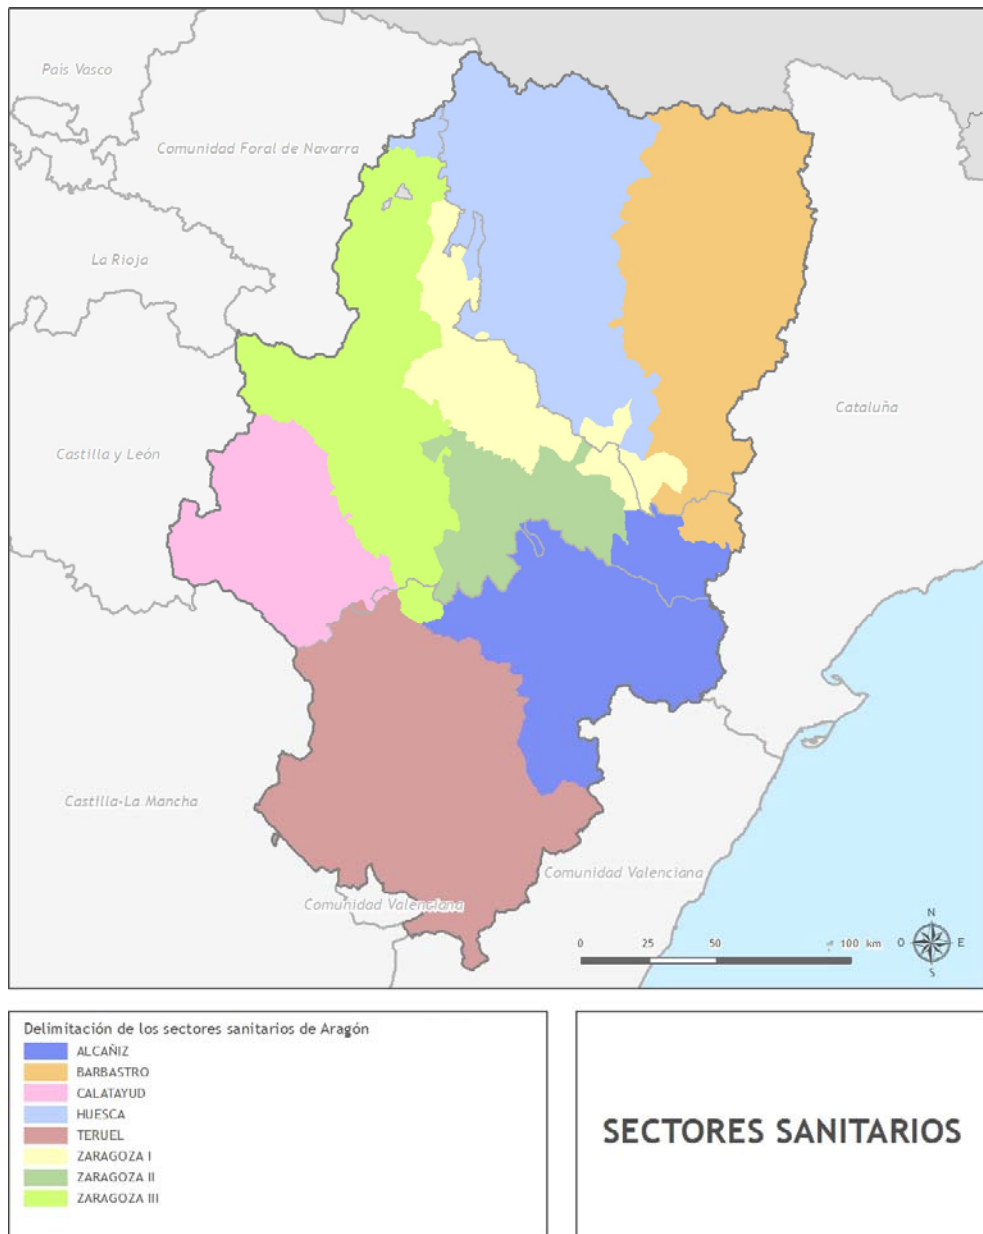 País Vasco
Comunidad Foral de Navarra
La Rioja
Cataluña
Castilla y León
Castilla-La Mancha
Comunidad Valenciana
Comunidad Valenciana
N
O
E
S
0 25 50 100 km
Delimitación de los sectores sanitarios de Aragón
ALCAÑIZ
BARBASTRO
CALATAYUD
HUESCA
TERUEL
ZARAGOZA I
ZARAGOZA II
ZARAGOZA III
SECTORES SANITARIOS